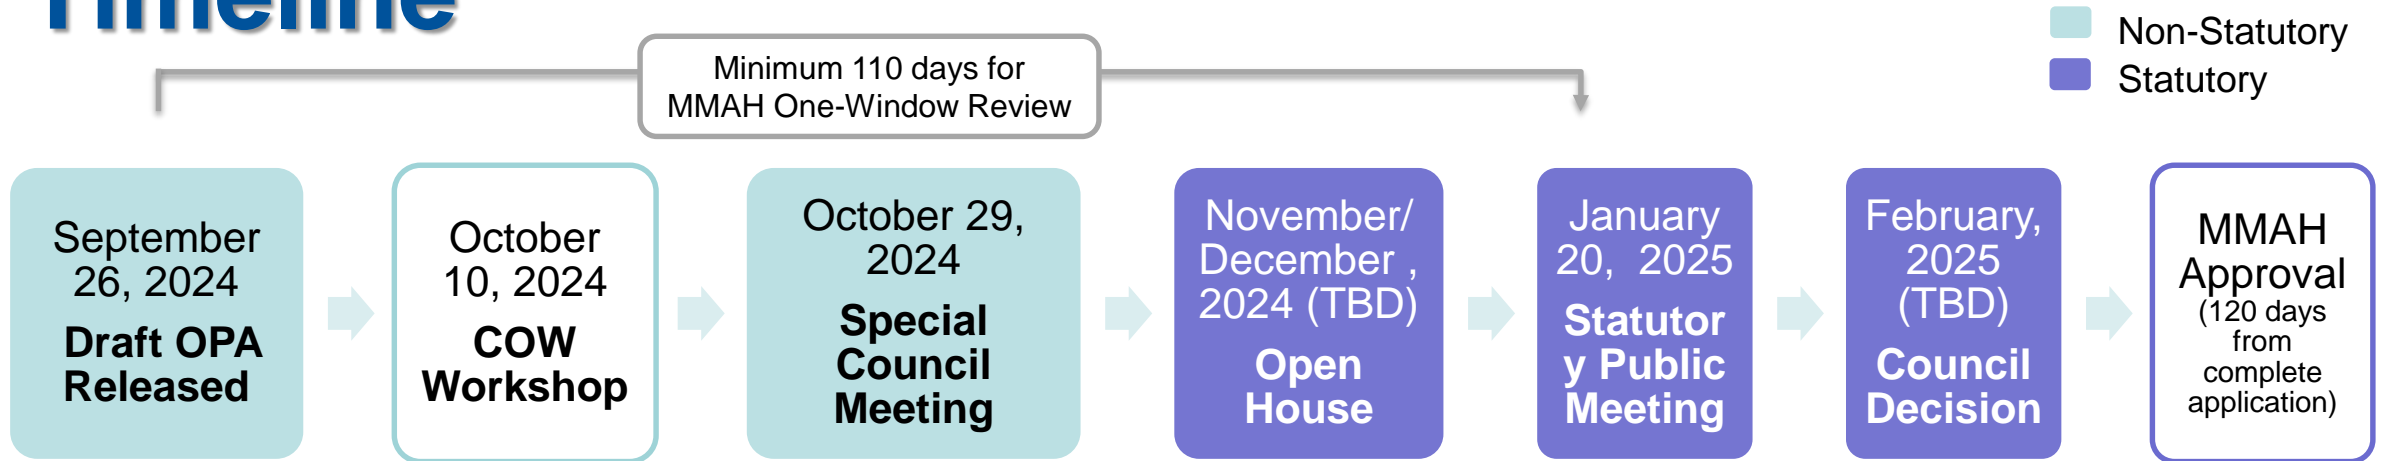 Timeline
Non-Statutory
Statutory
Minimum 110 days for
MMAH One-Window Review
September
26, 2024
Draft OPA
Released
October
10, 2024
COW
Workshop
October 29,
2024
Special
Council
Meeting
November/
December ,
2024 (TBD)
Open
House
January
20, 2025
Statutor
y Public
Meeting
February,
2025
(TBD)
Council
Decision
MMAH
Approval
(120 days
from
complete
application)